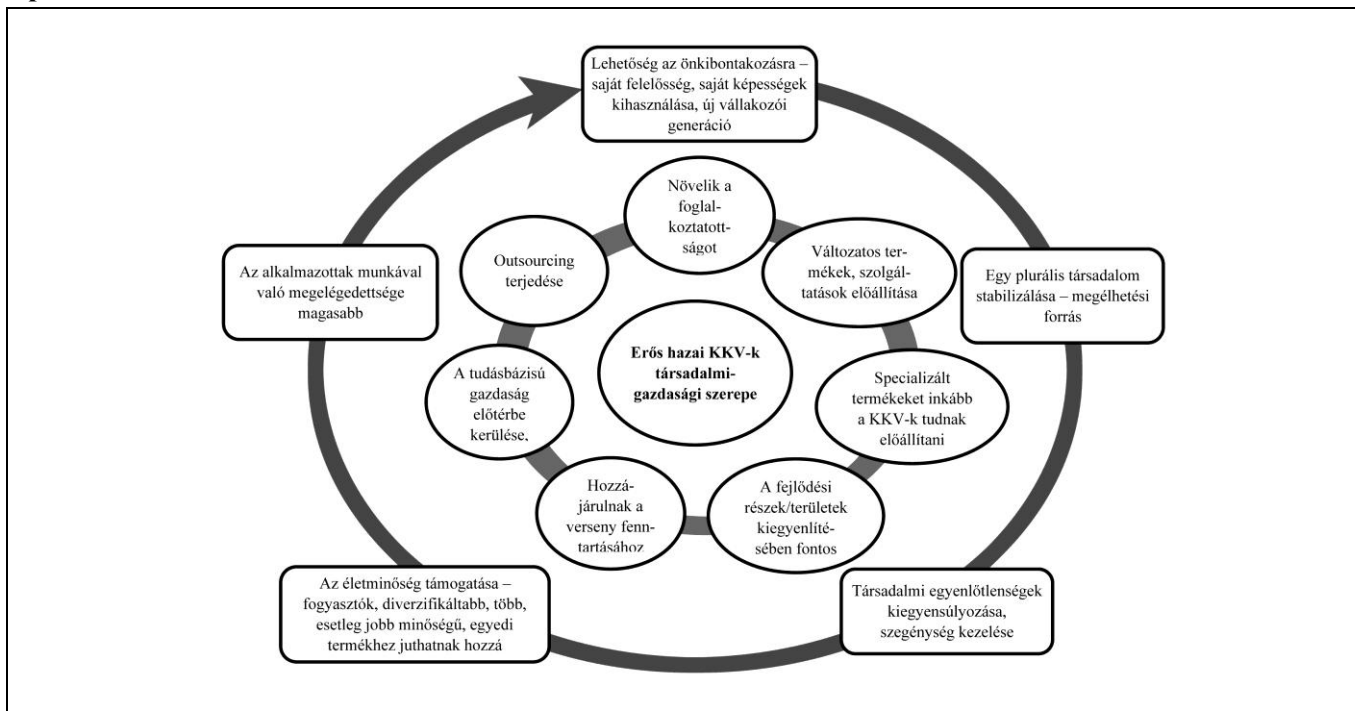 Lehetőség az önkibontakozásra –
saját felelősség, saját képességek
kihasználása, új vállakozói
generáció
Növelik a
foglal-
koztatott-
ságot
Outsourcing
terjedése
Változatos ter-
mékek, szolgál-
tatások előállítása
Az alkalmazottak munkával
való megelégedettsége
magasabb
Egy plurális társadalom
stabilizálása – megélhetési
forrás
Erős hazai KKV-k
társadalmi-
gazdasági szerepe
A tudásbázisú
gazdaság
előtérbe
kerülése,
Specializált
termékeket inkább
a KKV-k tudnak
előállítani
Hozzá-
járulnak a
verseny fenn-
tartásához
A fejlődési
részek/területek
kiegyenlíté-
sében fontos
Az életminőség támogatása –
fogyasztók, diverzifikáltabb, több,
esetleg jobb minőségű, egyedi
termékhez juthatnak hozzá
Társadalmi egyenlőtlenségek
kiegyensúlyozása,
szegénység kezelése